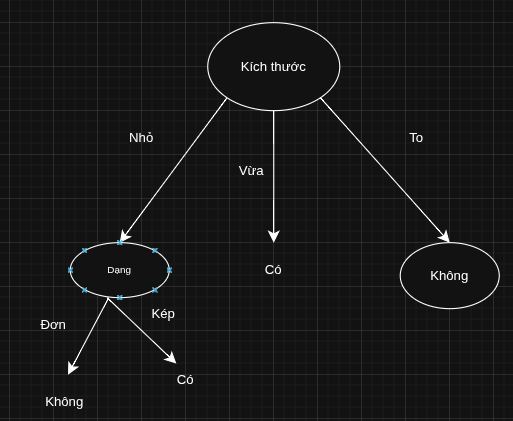 Kích thước
Nhỏ
To
Vừa
Dạng
Có
Không
Kép
Đơn
Có
Không